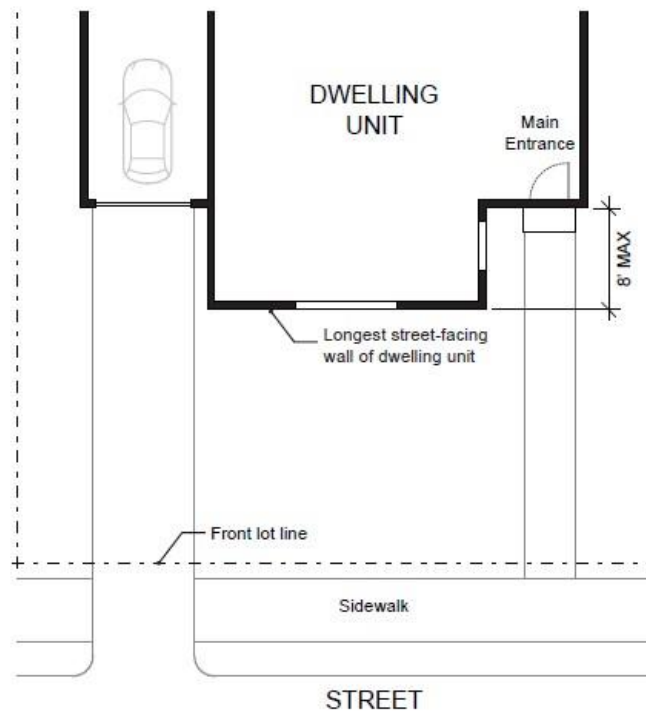 DWELLING
UNIT
Main
Entrance
8' MAX
Longest street-facing
wall of dwelling unit
Front lot line
Sidewalk
STREET